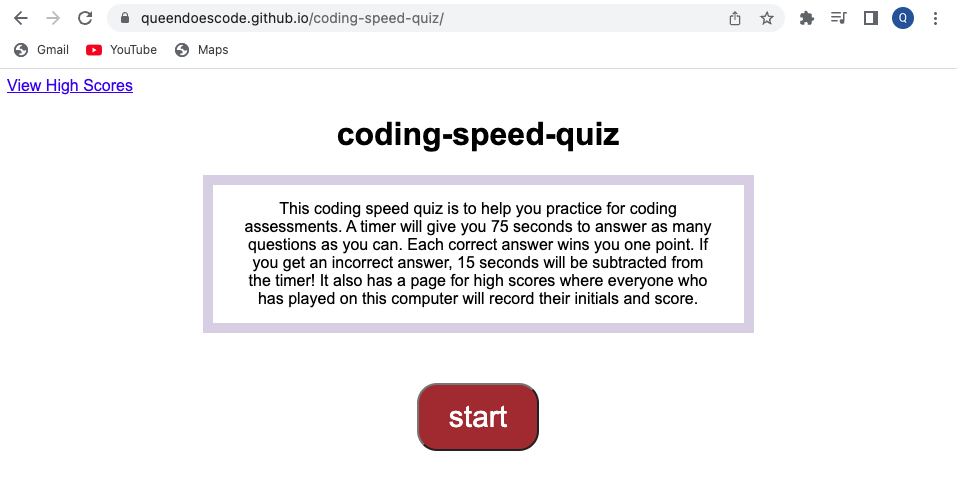 queendoescode.github.io/coding-speed-quiz/
Q
Gmail YouTube Maps
View High Scores
coding-speed-quiz
This coding speed quiz is to help you practice for coding
assessments. A timer will give you 75 seconds to answer as many
questions as you can. Each correct answer wins you one point. If
you get an incorrect answer, 15 seconds will be subtracted from
the timer! It also has a page for high scores where everyone who
has played on this computer will record their initials and score.
start